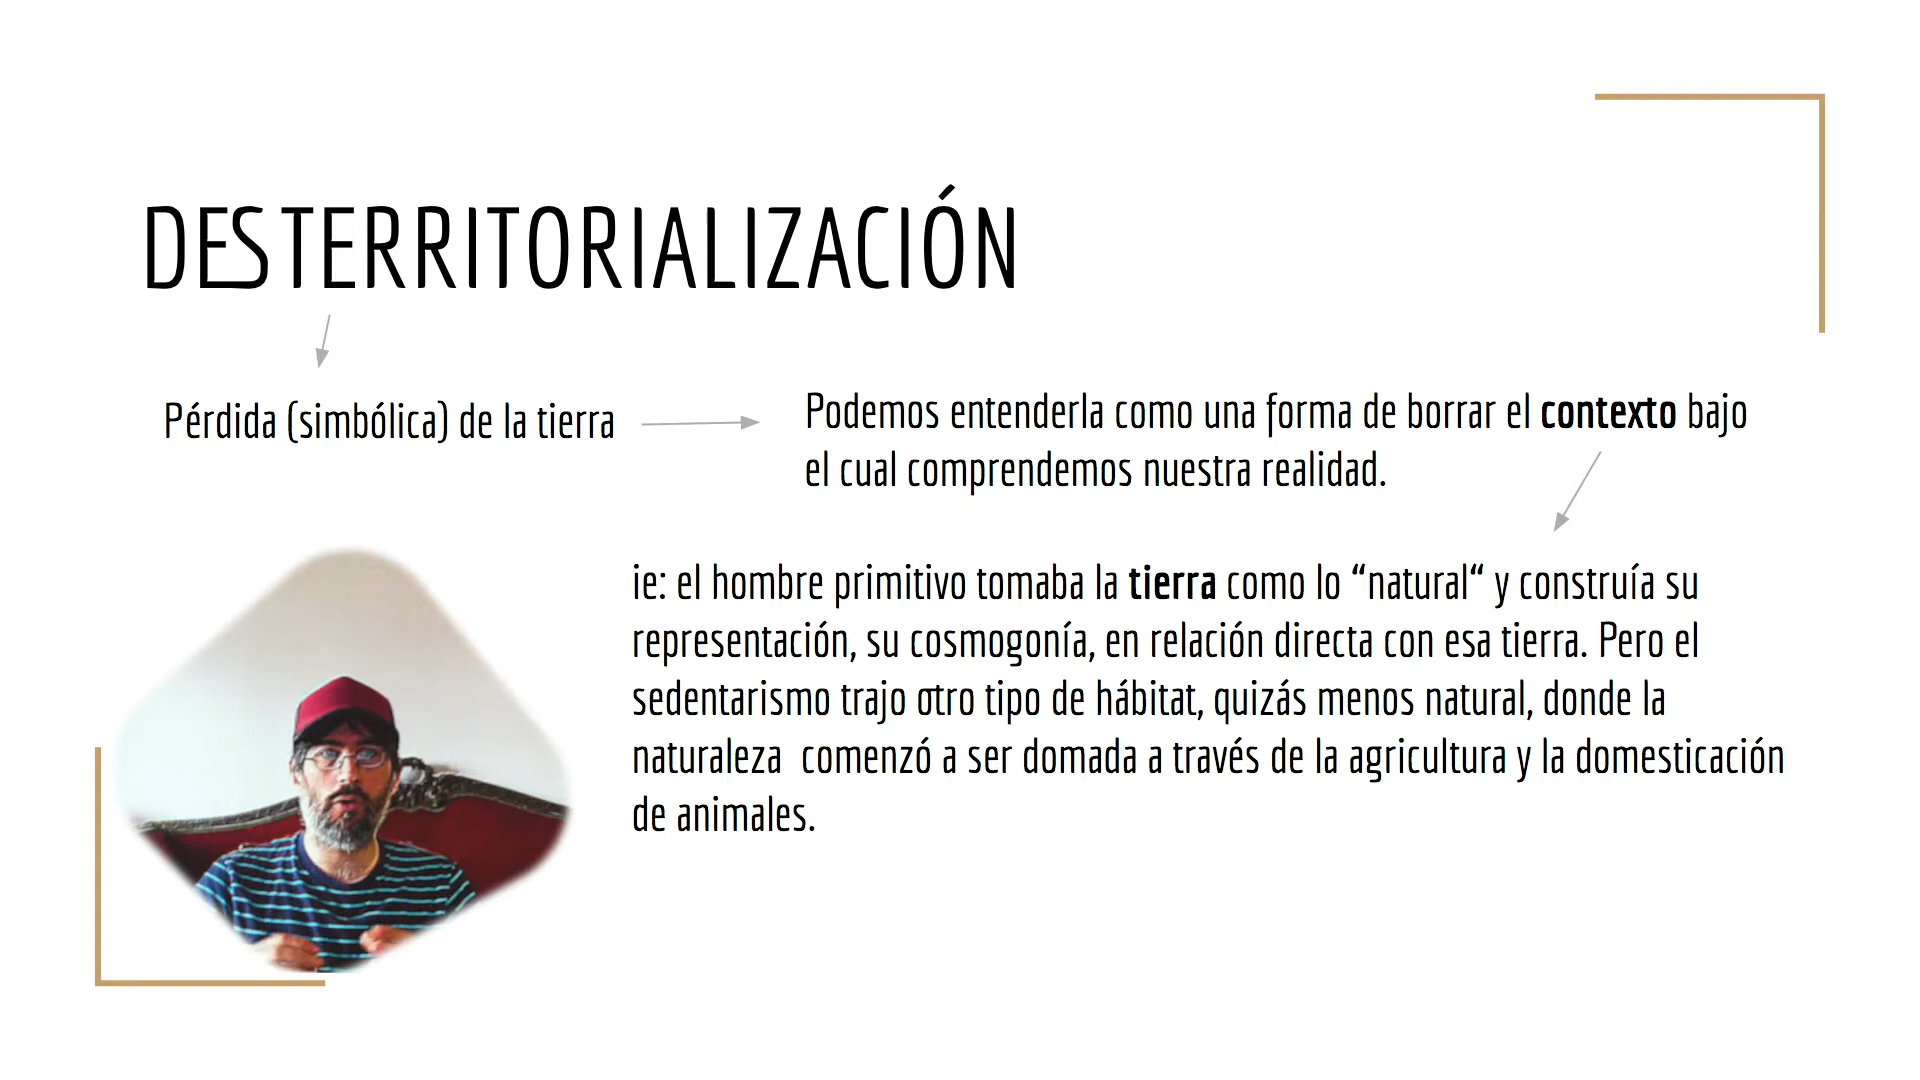 DESTERRITORIALIZACIÓN
Pérdida (simbólica) de la tierra
Podemos entenderla como una forma de borrar el contexto bajo
el cual comprendemos nuestra realidad.
ie: el hombre primitivo tomaba la tierra como lo “natural“ y construía su
representación, su cosmogonía, en relación directa con esa tierra. Pero el
sedentarismo trajo otro tipo de hábitat, quizás menos natural, donde la
naturaleza  comenzó a ser domada a través de la agricultura y la domesticación
de animales.